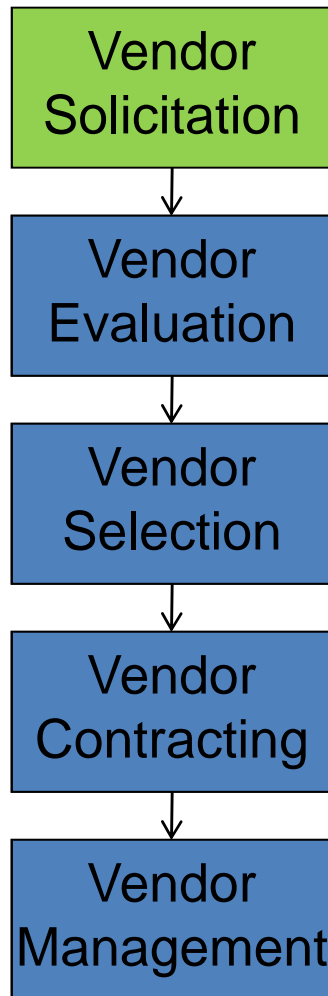 Vendor
Solicitation
Vendor
Evaluation
Vendor
Selection
Vendor
Contracting
Vendor
Management